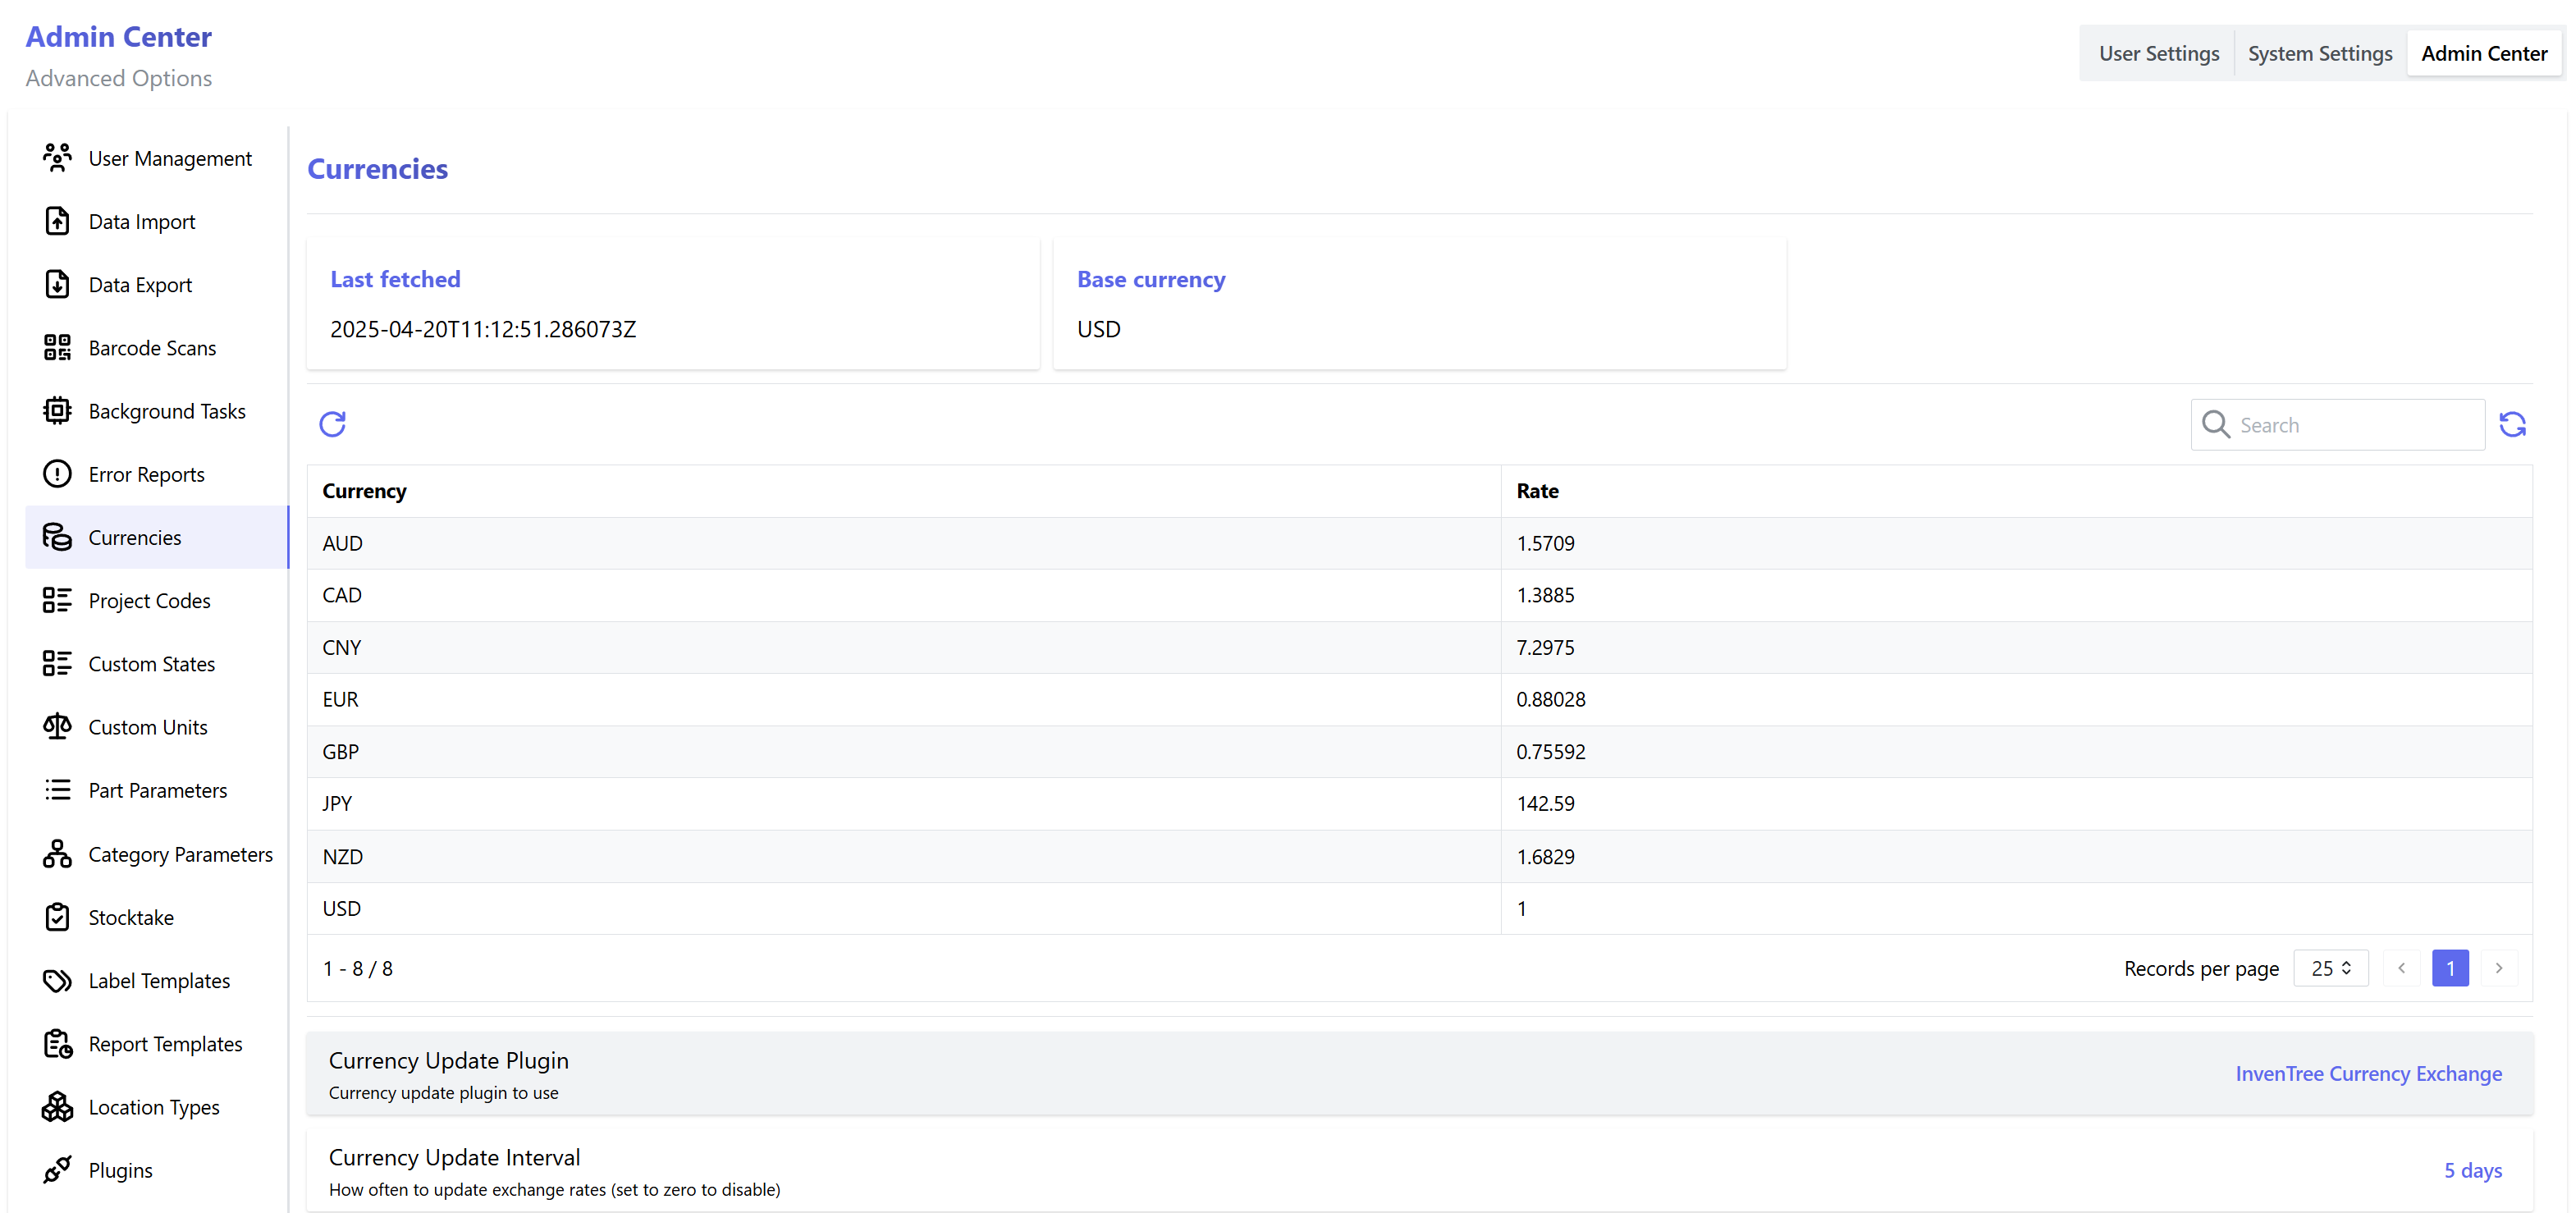 Admin Center
Advanced Options
User Settings System Settings Admin Center
User Management
Data Import
Data Export
Barcode Scans
Background Tasks
Error Reports
Currencies
Project Codes
Custom States
Custom Units
Part Parameters
Category Parameters
Stocktake
Label Templates
Report Templates
Location Types
Plugins
Currencies
Last fetched
2025-04-20T11:12:51.286073Z
Base currency
USD
Search
Currency Rate
AUD 1.5709
CAD 1.3885
CNY 7.2975
EUR 0.88028
GBP 0.75592
JPY 142.59
NZD 1.6829
USD 1
1 - 8 / 8 Records per page 25 1
Currency Update Plugin
Currency update plugin to use
InvenTree Currency Exchange
Currency Update Interval
How often to update exchange rates (set to zero to disable)
5 days